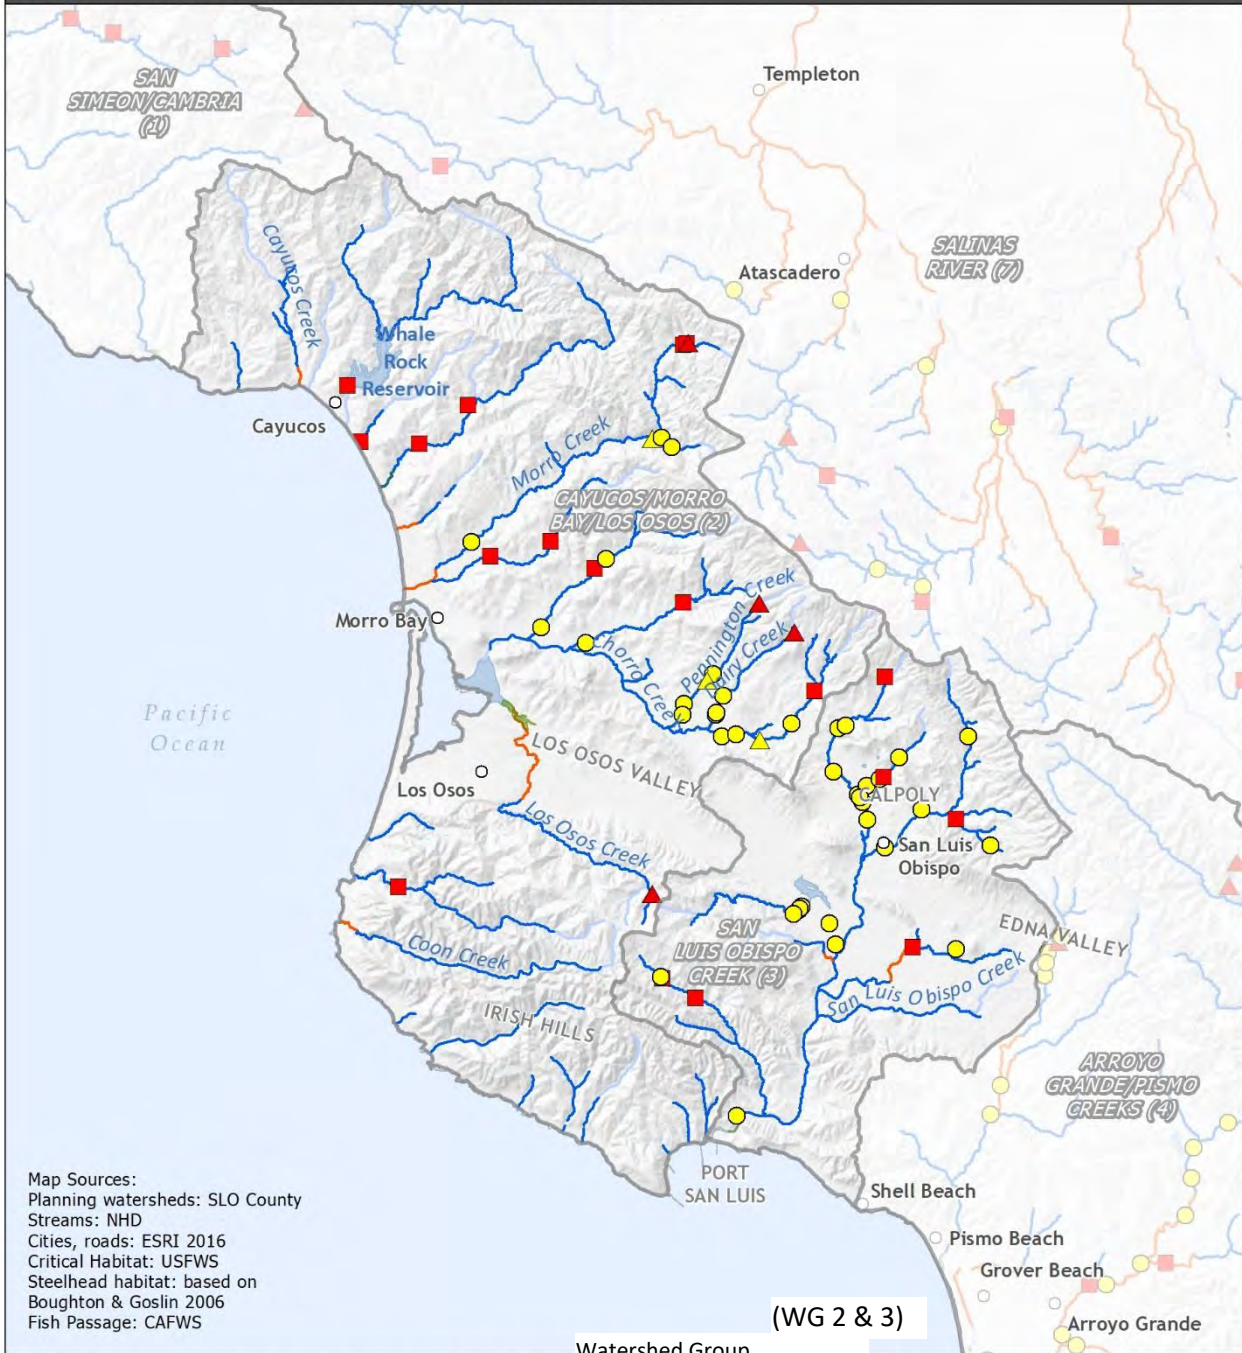 Templeton
SAN
SIMEON/CAMBRIA
(1)
SALINAS
RIVER (7)
Atascadero
Cayucos Creek
Whale
Rock
Reservoir
Cayucos
Morro Creek
CAYUCOS/MORRO
BAY/LOS OSOS (2)
Morro Bay
Pennington Creek
Dairy Creek
Chorro Creek
Pacific
Ocean
LOS OSOS VALLEY
Los Osos
CALPOLY
Los Osos Creek
San Luis
Obispo
SAN
LUIS OBISPO
CREEK (3)
EDNA VALLEY
Coon Creek
San Luis Obispo Creek
IRISH HILLS
ARROYO
GRANDE/PISMO
CREEKS (4)
PORT
SAN LUIS
Shell Beach
Pismo Beach
Grover Beach
Arroyo Grande
Map Sources:
Planning watersheds: SLO County
Streams: NHD
Cities, roads: ESRI 2016
Critical Habitat: USFWS
Steelhead habitat: based on
Boughton & Goslin 2006
Fish Passage: CAFWS
(WG 2 & 3)
Watershed Group